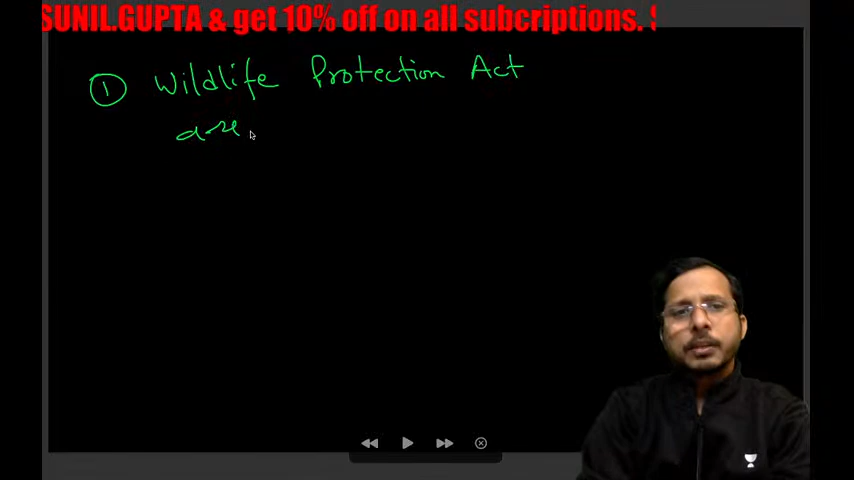 SUNIL.GUPTA & get 10% off on all subcriptions. S
① Wildlife Protection Act